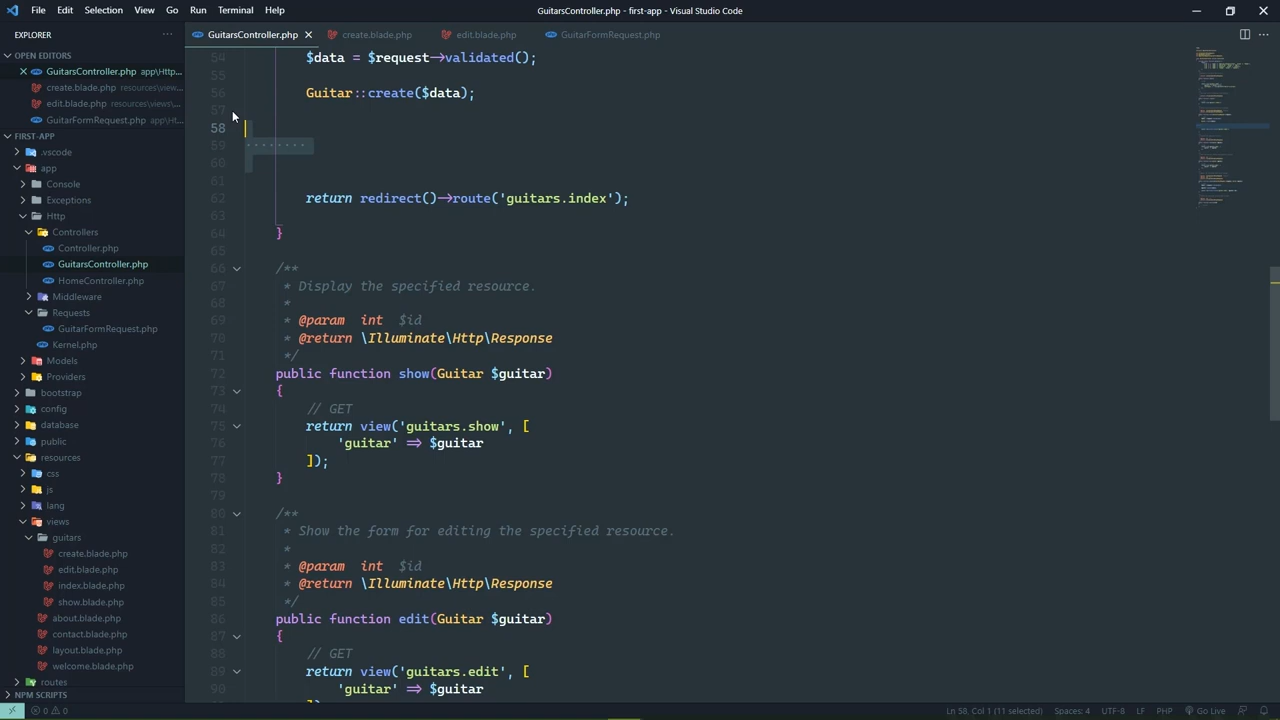 File Edit Selection View Go Run Terminal Help
GuitarsController.php - first-app - Visual Studio Code
EXPLORER
OPEN EDITORS
GuitarsController.php app\Http...
create.blade.php resources\views...
edit.blade.php resources\views...
GuitarFormRequest.php app\Ht...
FIRST-APP
.vscode
app
Console
Exceptions
Http
Controllers
Controller.php
GuitarsController.php
HomeController.php
Middleware
Requests
GuitarFormRequest.php
Kernel.php
Models
Providers
bootstrap
config
database
public
resources
css
js
lang
views
guitars
create.blade.php
edit.blade.php
index.blade.php
show.blade.php
about.blade.php
contact.blade.php
layout.blade.php
welcome.blade.php
routes
NPM SCRIPTS
GuitarsController.php create.blade.php edit.blade.php GuitarFormRequest.php
54 $data = $request->validated();
55
56 Guitar::create($data);
57
58
59
60
61
62 return redirect()->route('guitars.index');
63
64 }
65
66 /**
67 * Display the specified resource.
68 *
69 * @param int $id
70 * @return \Illuminate\Http\Response
71 */
72 public function show(Guitar $guitar)
73 {
74 // GET
75 return view('guitars.show', [
76 'guitar' => $guitar
77 ]);
78 }
79
80 /**
81 * Show the form for editing the specified resource.
82 *
83 * @param int $id
84 * @return \Illuminate\Http\Response
85 */
86 public function edit(Guitar $guitar)
87 {
88 // GET
89 return view('guitars.edit', [
90 'guitar' => $guitar
0 0 Ln 58, Col 1 (11 selected) Spaces: 4 UTF-8 LF PHP Go Live